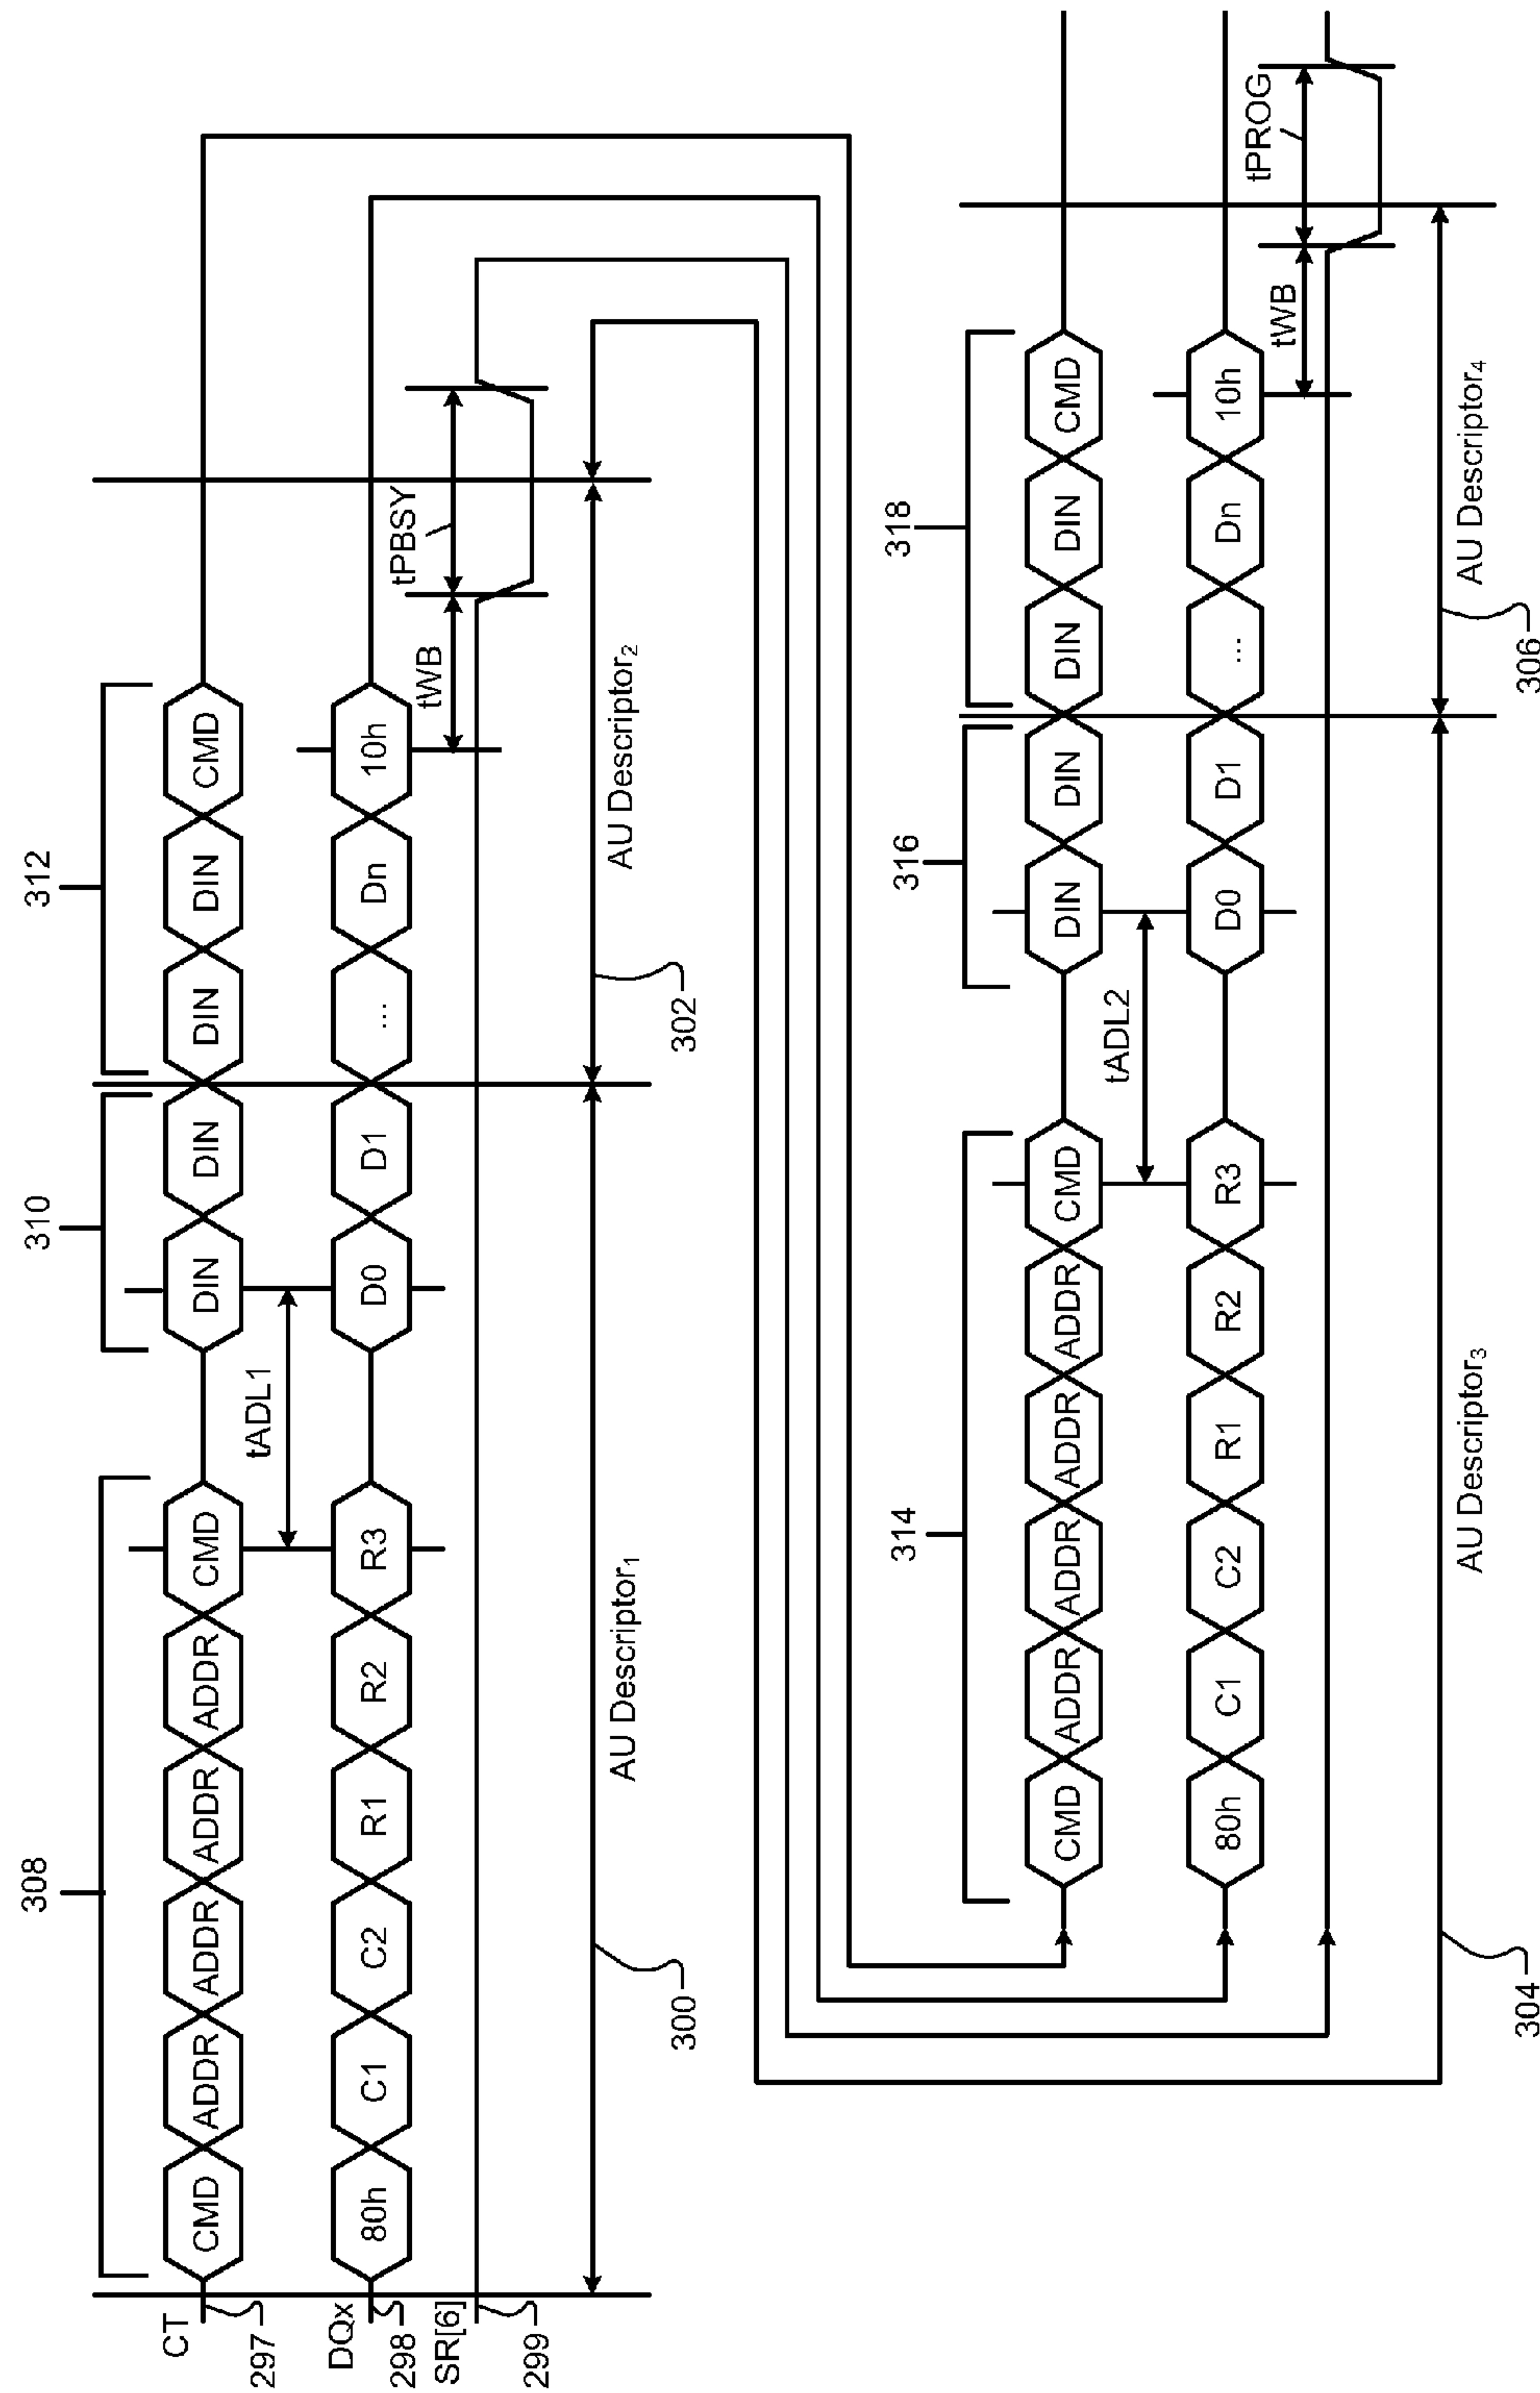 308
310
312
CT
CMD
ADDR
ADDR
ADDR
ADDR
CMD
DIN
DIN
DIN
DIN
CMD
297
tADL1
DQx
80h
C1
C2
R1
R2
R3
D0
D1
...
Dn
10h
298
tWB
tPBSY
SR[6]
299
AU Descriptor1
AU Descriptor2
300
302
314
316
318
CMD
ADDR
ADDR
ADDR
ADDR
CMD
DIN
DIN
DIN
DIN
CMD
tADL2
80h
C1
C2
R1
R2
R3
D0
D1
...
Dn
10h
tWB
tPROG
AU Descriptor3
AU Descriptor4
304
306